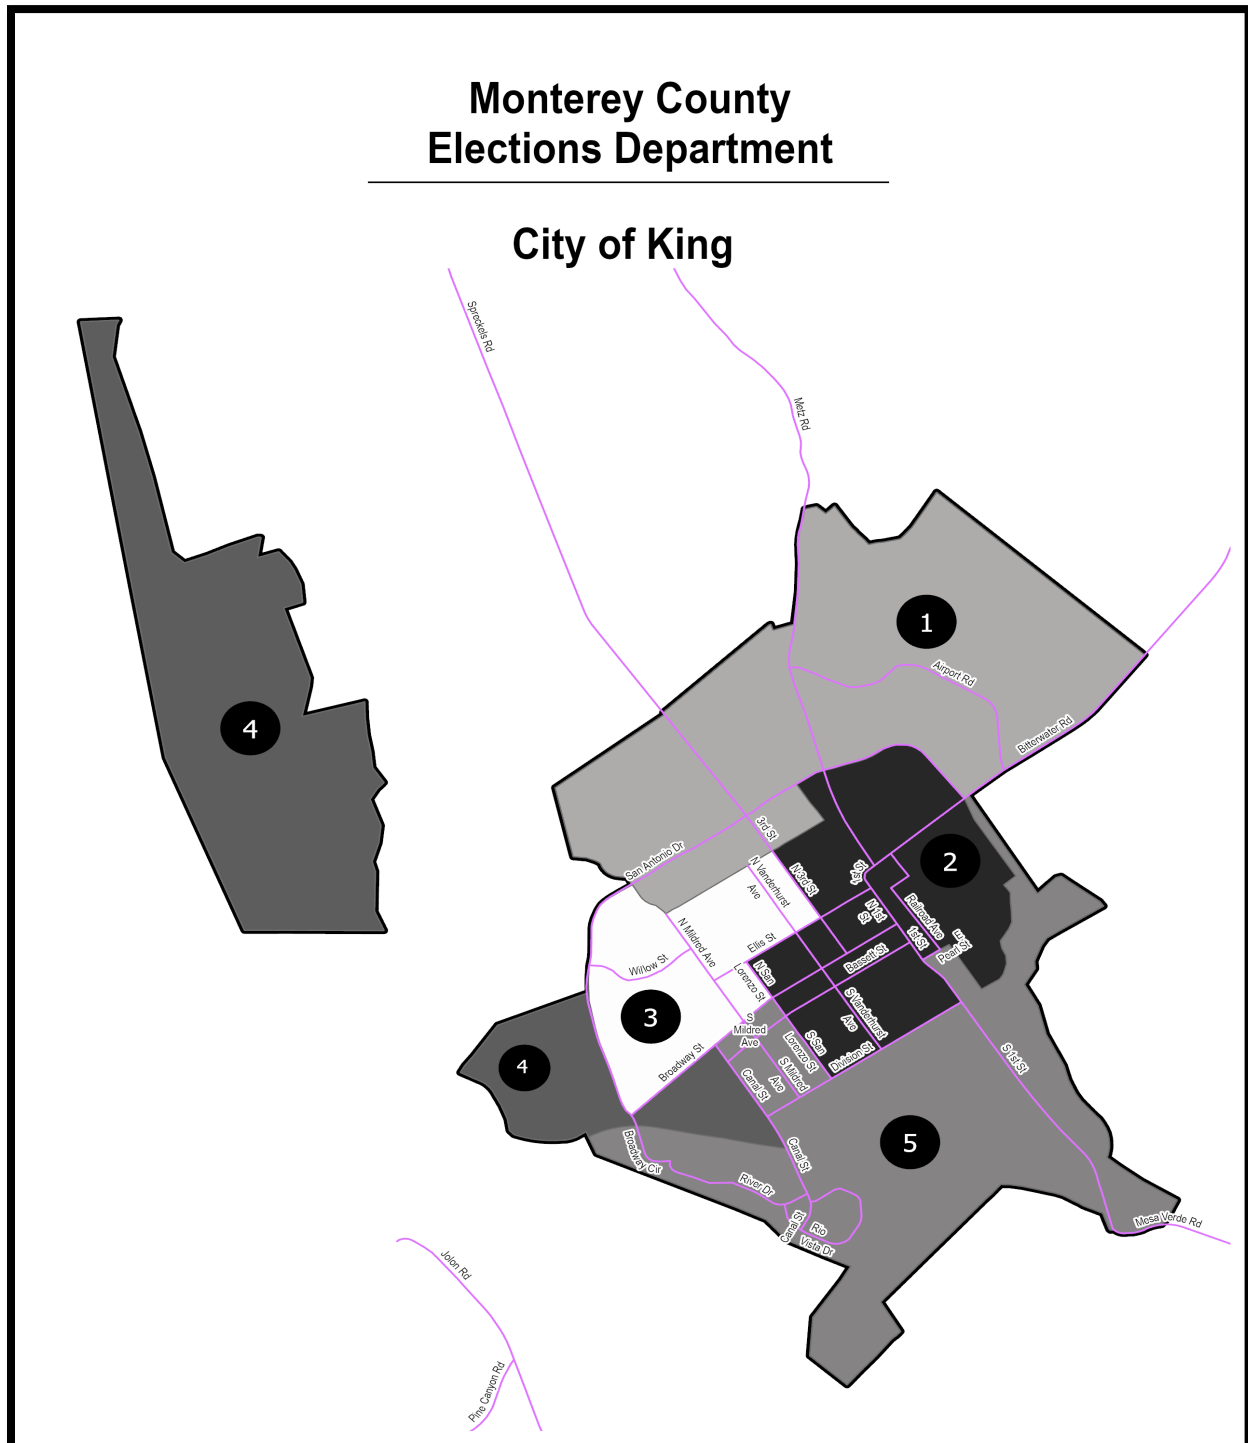 Monterey County
Elections Department
City of King
Spreckels Rd
Metz Rd
1
Airport Rd
Bitterwater Rd
4
3rd St
San Antonio Dr
N Vanderhurst
Ave
N 3rd St
1st St
2
N 1st
St
Railroad Ave
1st St
E St
Pearl St
N Mildred Ave
Ellis St
Willow St
Lorenzo St
N San
Bassett St
3
S
Mildred
Ave
S Vanderhurst
Ave
S San
Lorenzo St
Division St
S 1st St
4
Broadway St
S Mildred
Ave
Canal St
5
Broadway Cir
Canal St
River Dr
Canal St
Rio
Vista Dr
Mesa Verde Rd
Jolon Rd
Pine Canyon Rd